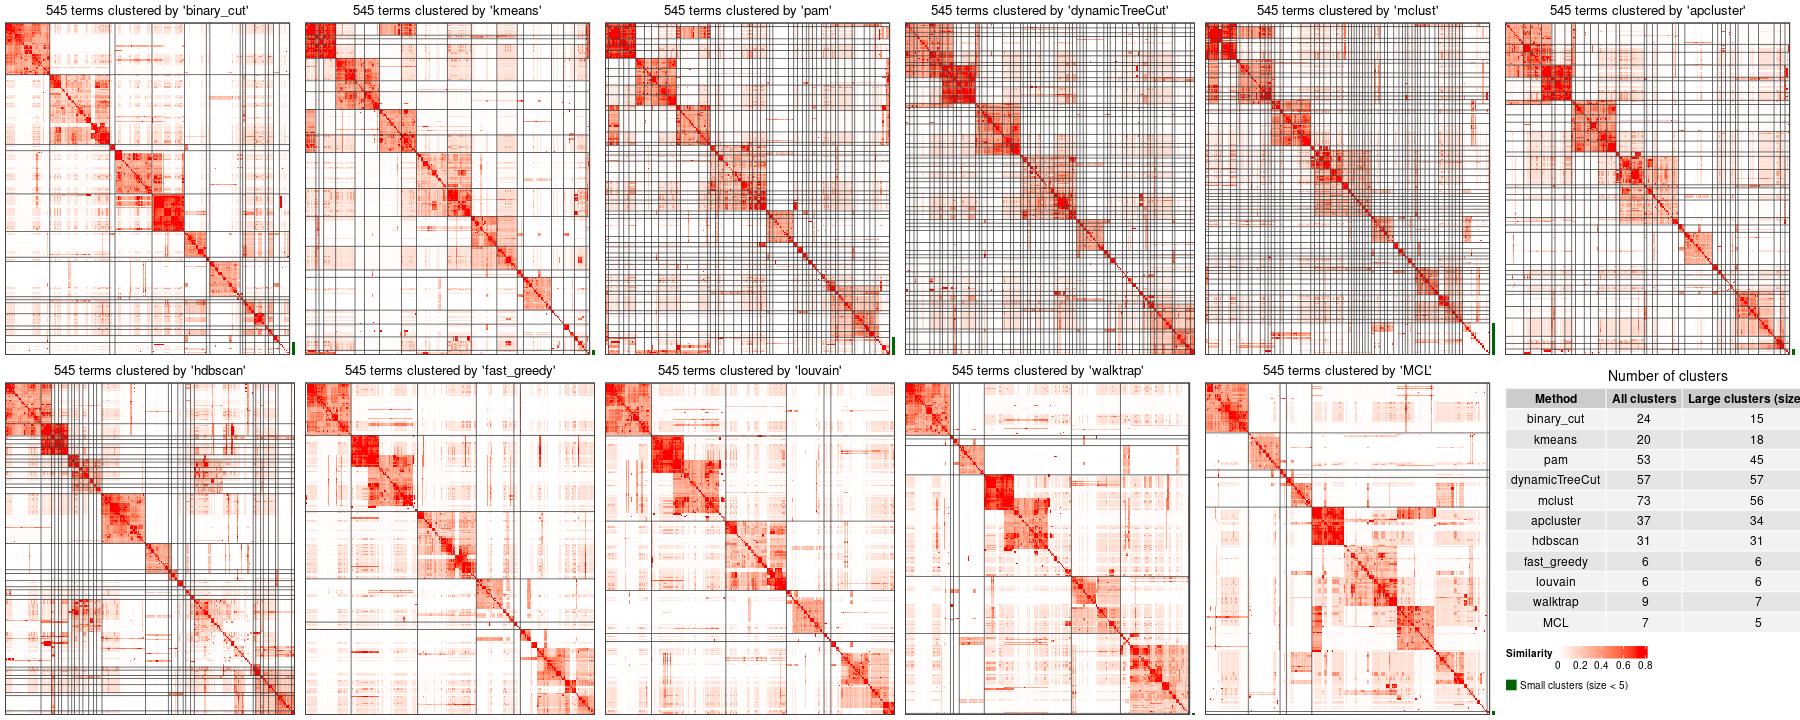 545 terms clustered by 'binary_cut'
545 terms clustered by 'kmeans'
545 terms clustered by 'pam'
545 terms clustered by 'dynamicTreeCut'
545 terms clustered by 'mclust'
545 terms clustered by 'apcluster'
545 terms clustered by 'hdbscan'
545 terms clustered by 'fast_greedy'
545 terms clustered by 'louvain'
545 terms clustered by 'walktrap'
545 terms clustered by 'MCL'
Number of clusters
Method All clusters Large clusters (size
binary_cut 24 15
kmeans 20 18
pam 53 45
dynamicTreeCut 57 57
mclust 73 56
apcluster 37 34
hdbscan 31 31
fast_greedy 6 6
louvain 6 6
walktrap 9 7
MCL 7 5
Similarity
0 0.2 0.4 0.6 0.8
Small clusters (size < 5)